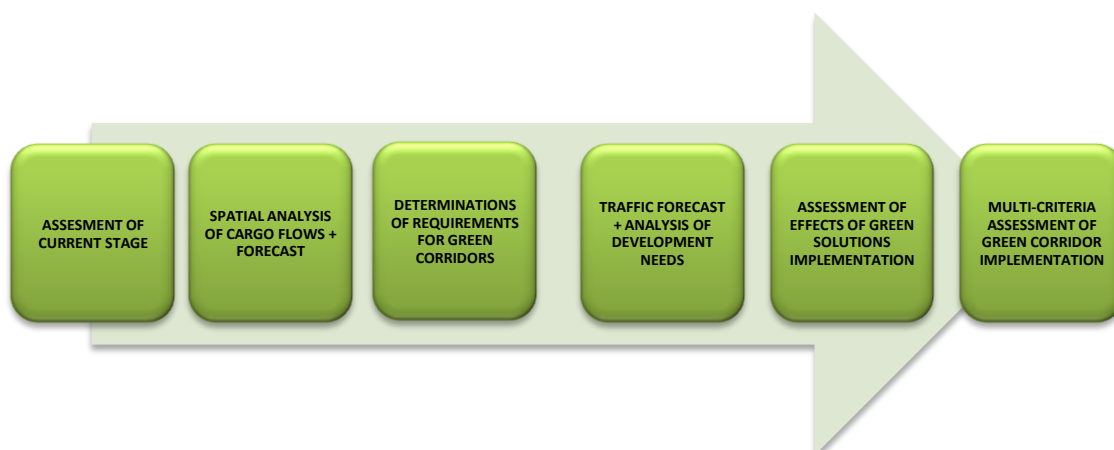 ASSESMENT OF
CURRENT STAGE
SPATIAL ANALYSIS
OF CARGO FLOWS +
FORECAST
DETERMINATIONS
OF REQUIREMENTS
FOR GREEN
CORRIDORS
TRAFFIC FORECAST
+ ANALYSIS OF
DEVELOPMENT
NEEDS
ASSESSMENT OF
EFFECTS OF GREEN
SOLUTIONS
IMPLEMENTATION
MULTI-CRITERIA
ASSESSMENT OF
GREEN CORRIDOR
IMPLEMENTATION